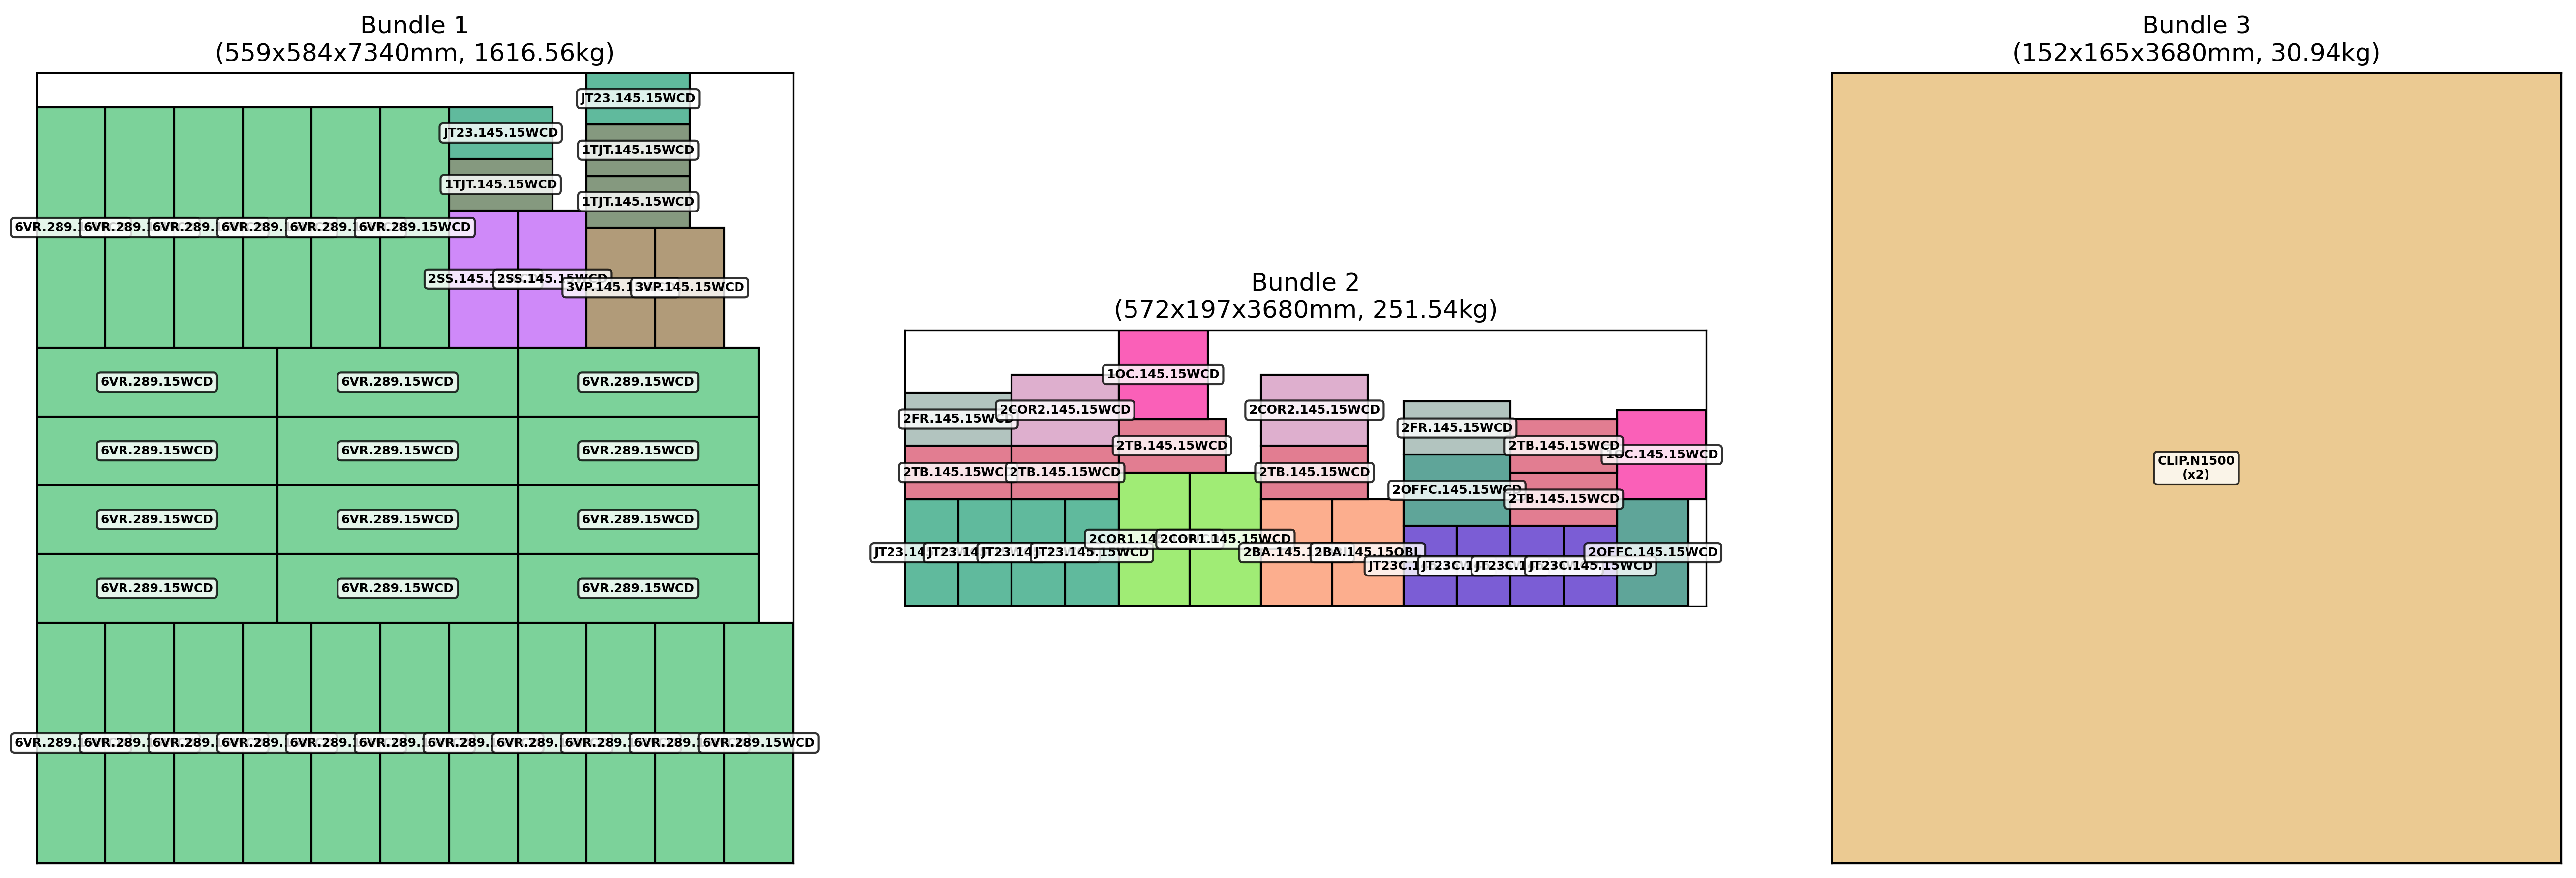 Bundle 1
(559x584x7340mm, 1616.56kg)
JT23.145.15WCD
JT23.145.15WCD
1TJT.145.15WCD
1TJT.145.15WCD
1TJT.145.15WCD
6VR.289. 6VR.289. 6VR.289. 6VR.289. 6VR.289. 6VR.289.15WCD
2SS.145.1 2SS.145.15WCD
3VP.145.1 3VP.145.15WCD
6VR.289.15WCD 6VR.289.15WCD 6VR.289.15WCD
6VR.289.15WCD 6VR.289.15WCD 6VR.289.15WCD
6VR.289.15WCD 6VR.289.15WCD 6VR.289.15WCD
6VR.289.15WCD 6VR.289.15WCD 6VR.289.15WCD
6VR.289. 6VR.289. 6VR.289. 6VR.289. 6VR.289. 6VR.289. 6VR.289. 6VR.289. 6VR.289. 6VR.289. 6VR.289.15WCD
Bundle 2
(572x197x3680mm, 251.54kg)
1OC.145.15WCD
2FR.145.15WCD 2COR2.145.15WCD 2COR2.145.15WCD
2FR.145.15WCD
2TB.145.15WCD 2TB.145.15WCD 1OC.145.15WCD
2TB.145.15WCD 2TB.145.15WCD 2TB.145.15WCD
2OFFC.145.15WCD 2TB.145.15WCD
2COR1.14 2COR1.145.15WCD
JT23.14 JT23.14 JT23.14 JT23.145.15WCD 2BA.145.1 2BA.145.15OBL 2OFFC.145.15WCD
JT23C.1 JT23C.1 JT23C.1 JT23C.145.15WCD
Bundle 3
(152x165x3680mm, 30.94kg)
CLIP.N1500
(x2)